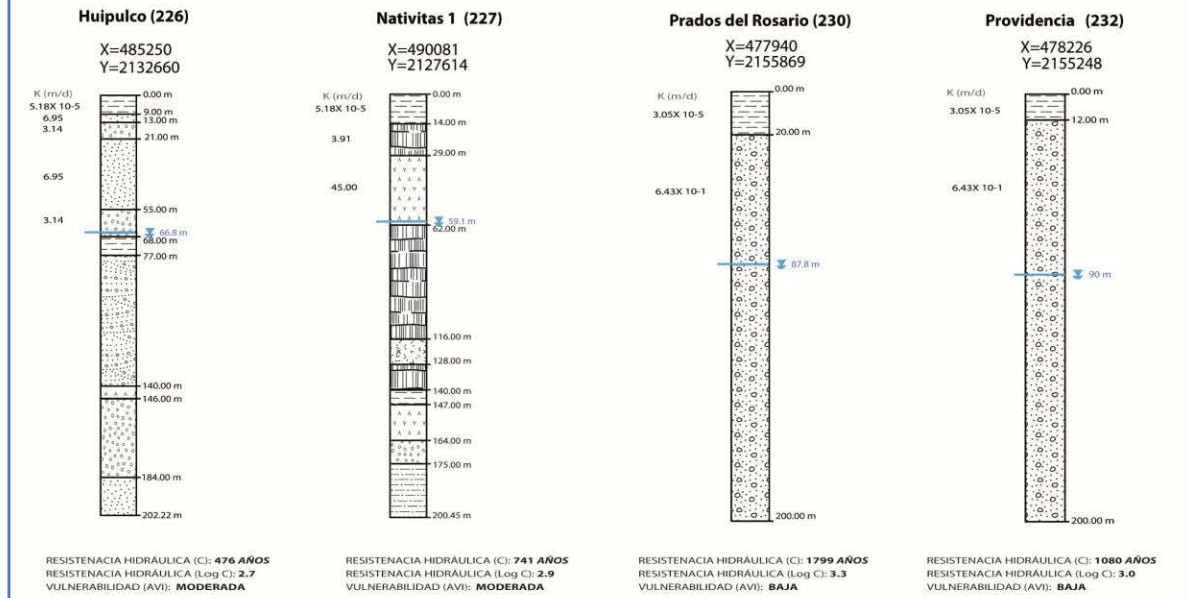 Huipulco (226)
X=485250
Y=2132660
K (m/d)
0.00 m
5.18X 10-5
9.00 m
6.95
13.00 m
3.14
21.00 m
6.95
55.00 m
3.14
66.8 m
68.00 m
77.00 m
140.00 m
146.00 m
184.00 m
202.22 m
RESISTENACIA HIDRÁULICA (C): 476 AÑOS
RESISTENACIA HIDRÁULICA (Log C): 2.7
VULNERABILIDAD (AVI): MODERADA
Nativitas 1 (227)
X=490081
Y=2127614
K (m/d)
0.00 m
5.18X 10-5
14.00 m
3.91
29.00 m
45.00
59.1 m
62.00 m
116.00 m
128.00 m
140.00 m
147.00 m
164.00 m
175.00 m
200.45 m
RESISTENACIA HIDRÁULICA (C): 741 AÑOS
RESISTENACIA HIDRÁULICA (Log C): 2.9
VULNERABILIDAD (AVI): MODERADA
Prados del Rosario (230)
X=477940
Y=2155869
K (m/d)
0.00 m
3.05X 10-5
20.00 m
6.43X 10-1
87.8 m
200.00 m
RESISTENACIA HIDRÁULICA (C): 1799 AÑOS
RESISTENACIA HIDRÁULICA (Log C): 3.3
VULNERABILIDAD (AVI): BAJA
Providencia (232)
X=478226
Y=2155248
K (m/d)
0.00 m
3.05X 10-5
12.00 m
6.43X 10-1
90 m
200.00 m
RESISTENACIA HIDRÁULICA (C): 1080 AÑOS
RESISTENACIA HIDRÁULICA (Log C): 3.0
VULNERABILIDAD (AVI): BAJA